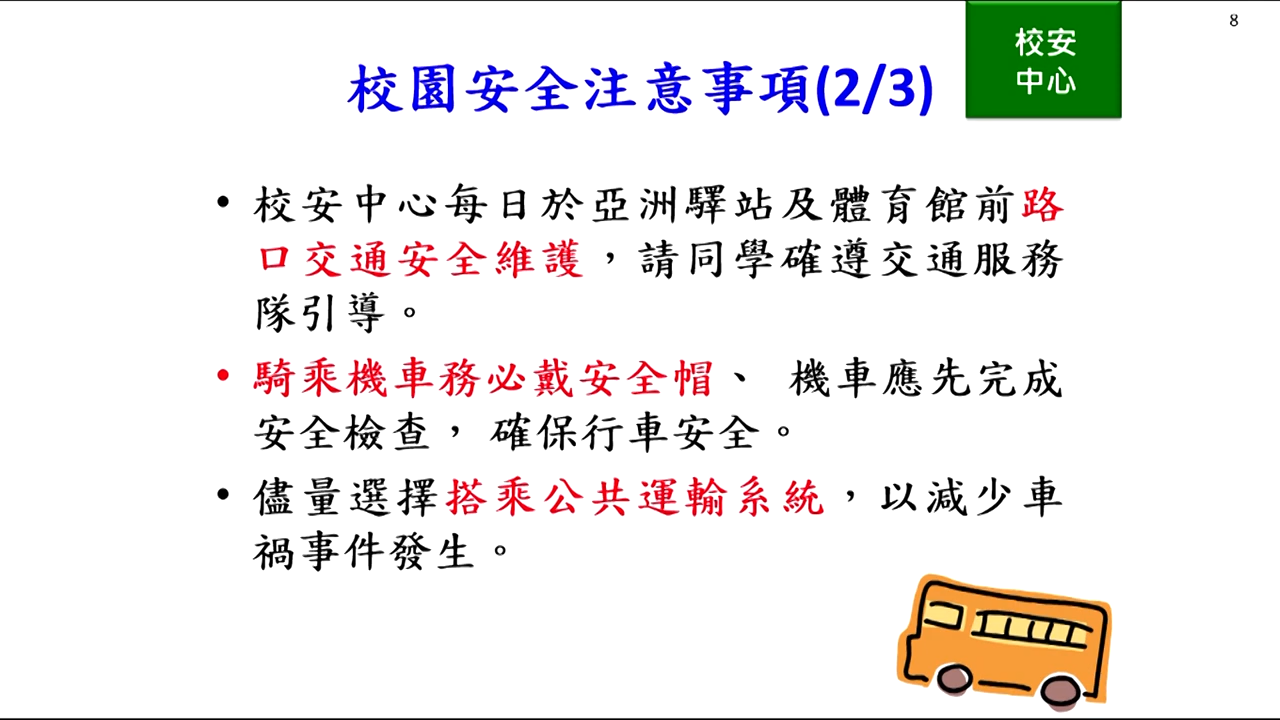 8
校安
中心
校園安全注意事項(2/3)
• 校安中心每日於亞洲驛站及體育館前路
口交通安全維護，請同學確遵交通服務
隊引導。
• 騎乘機車務必戴安全帽、 機車應先完成
安全檢查， 確保行車安全。
• 儘量選擇搭乘公共運輸系統，以減少車
禍事件發生。